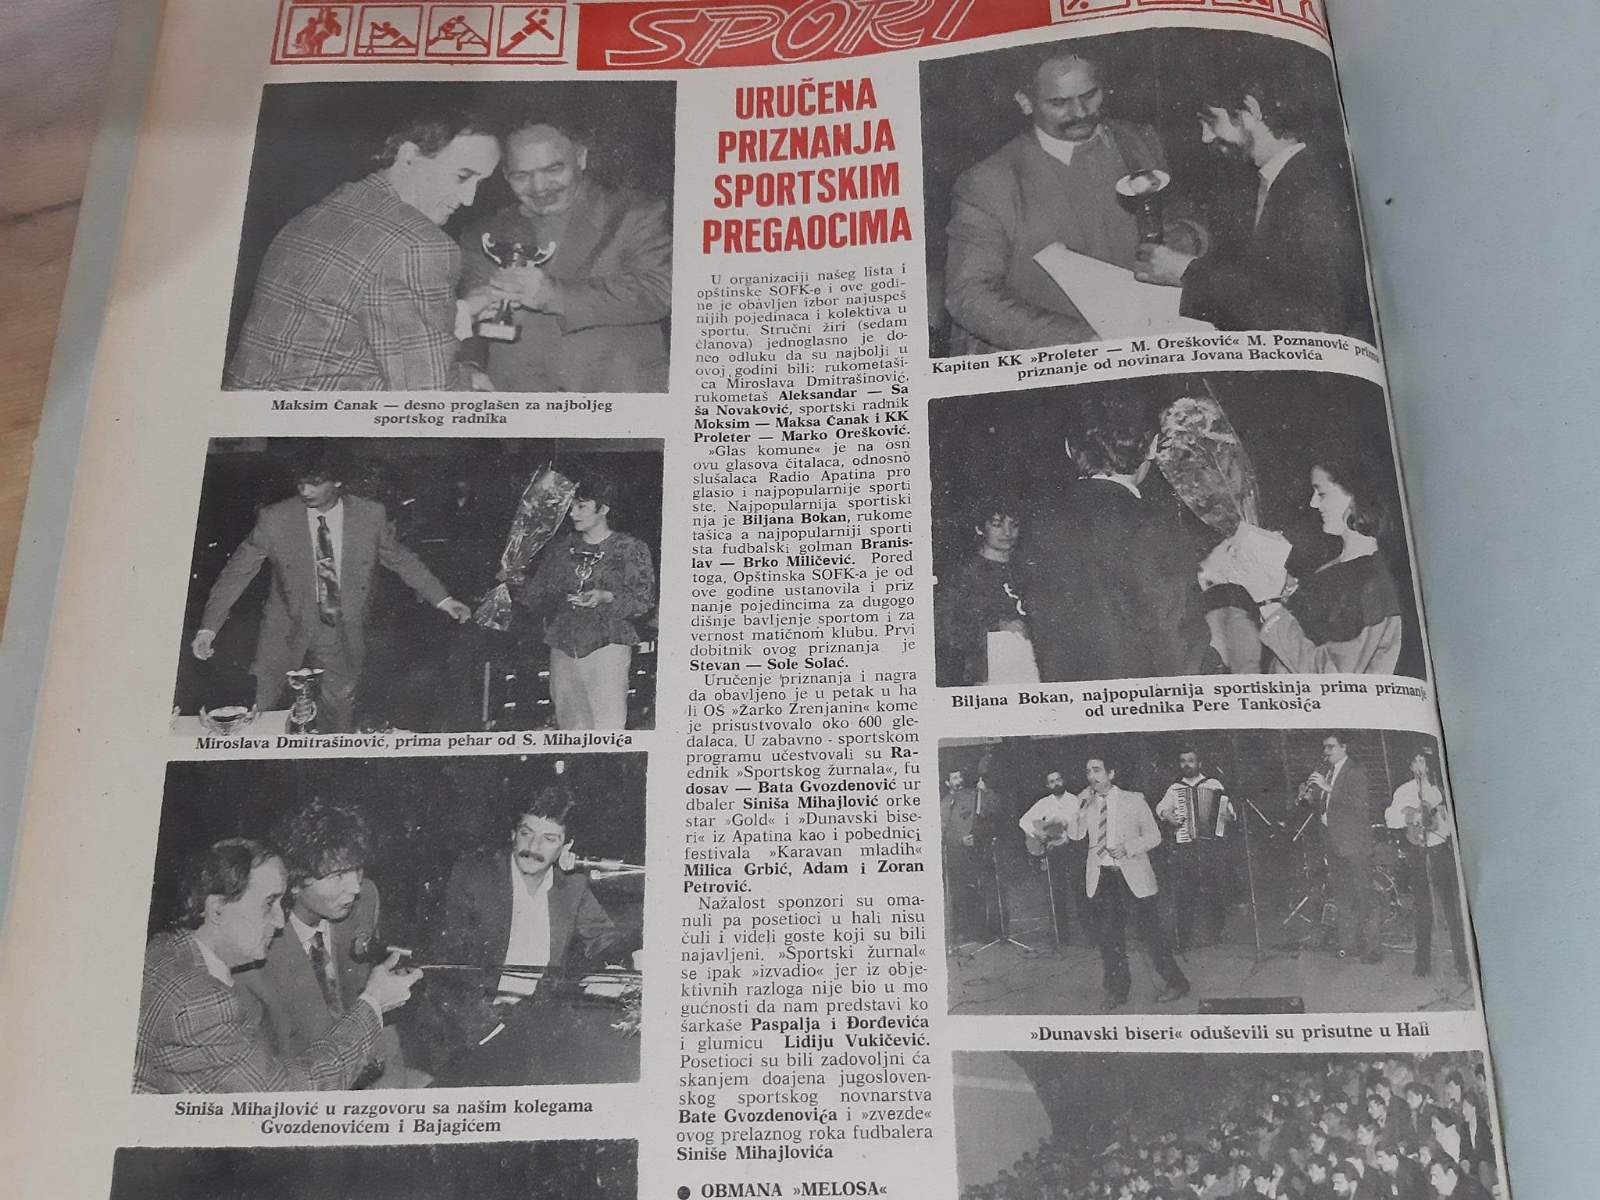 SPORT
Maksim Čanak — desno proglašen za najboljeg
sportskog radnika
Miroslava Dmitrašinović, prima pehar od S. Mihajlovića
Siniša Mihajlović u razgovoru sa našim kolegama
Gvozdenovićem i Bajagićem
URUČENA
PRIZNANJA
SPORTSKIM
PREGAOCIMA
U organizaciji našeg lista i
opštinske SOFK-e i ove godi-
ne je obavljen izbor najuspeš
nijih pojedinaca i kolektiva u
sportu. Stručni žiri (sedam
članova) jednoglasno je do-
neo odluku da su najbolji u
ovoj godini bili: rukometaši-
ca Miroslava Dmitrašinović,
rukometaš Aleksandar — Sa
ša Novaković, sportski radnik
Moksim — Maksa Čanak i KK
Proleter — Marko Orešković.
»Glas komune« je na osn
ovu glasova čitalaca, odnosno
slušalaca Radio Apatina pro
glasio i najpopularnije sporti
ste. Najpopularnija sportiski
nja je Biljana Bokan, rukome
tašica a najpopularniji sporti
sta fudbalski golman Branis-
lav — Brko Miličević. Pored
toga, Opštinska SOFK-a je od
ove godine ustanovila i priz
nanje pojedincima za dugogo
dišnje bavljenje sportom i za
vernost matičnom klubu. Prvi
dobitnik ovog priznanja je
Stevan — Sole Solać.
Uručenje priznanja i nagra
da obavljeno je u petak u ha
li OŠ »Žarko Zrenjanin« kome
je prisustvovalo oko 600 gle-
dalaca. U zabavno - sportskom
programu učestvovali su Ra-
ednik »Sportskog žurnala«, fu
dosav — Bata Gvozdenović ur
dbaler Siniša Mihajlović orke
star »Gold« i »Dunavski bise-
ri« iz Apatina kao i pobednici
festivala »Karavan mladih«
Milica Grbić, Adam i Zoran
Petrović.
Nažalost sponzori su oma-
nuli pa posetioci u hali nisu
čuli i videli goste koji su bili
najavljeni. »Sportski žurnal«
se ipak »izvadio« jer iz obje-
ktivnih razloga nije bio u mo
gućnosti da nam predstavi ko
šarkaše Paspalja i Đorđevića
i glumicu Lidiju Vukičević.
Posetioci su bili zadovoljni ća
skanjem doajena jugosloven-
skog sportskog novnarstva
Bate Gvozdenovića i »zvezde«
ovog prelaznog roka fudbalera
Siniše Mihajlovića
● OBMANA »MELOSA«
Kapiten KK »Proleter — M. Orešković« M. Poznanović prima
priznanje od novinara Jovana Backovića
Biljana Bokan, najpopularnija sportiskinja prima priznanje
od urednika Pere Tankosića
»Dunavski biseri« oduševili su prisutne u Hali